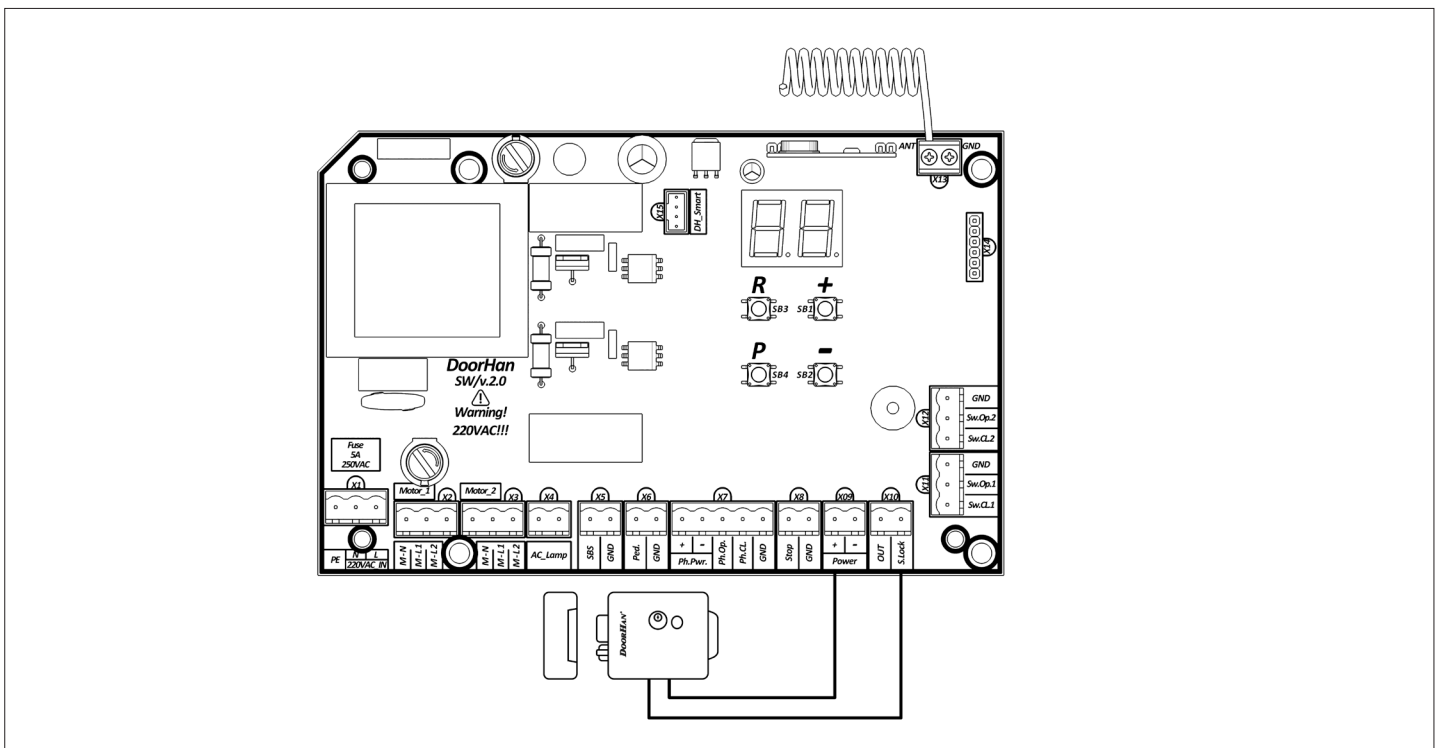 ANT
GND
X13
X15
DH_Smart
X14
R
+
SB3
SB1
P
-
SB4
SB2
DoorHan
SW/v.2.0
Warning!
220VAC!!!
Fuse
5A
250VAC
X12
GND
Sw.Op.2
Sw.CL.2
X11
GND
Sw.Op.1
Sw.CL.1
X1
Motor_1
X2
Motor_2
X3
X4
X5
X6
X7
X8
X09
X10
PE
N
L
220VAC_IN
M-N
M-L1
M-L2
M-N
M-L1
M-L2
AC_Lamp
SBS
GND
Ped.
GND
+
-
Ph.Pwr.
Ph.Op.
Ph.CL.
GND
Stop
GND
+
-
Power
OUT
S.Lock
DOORHAN